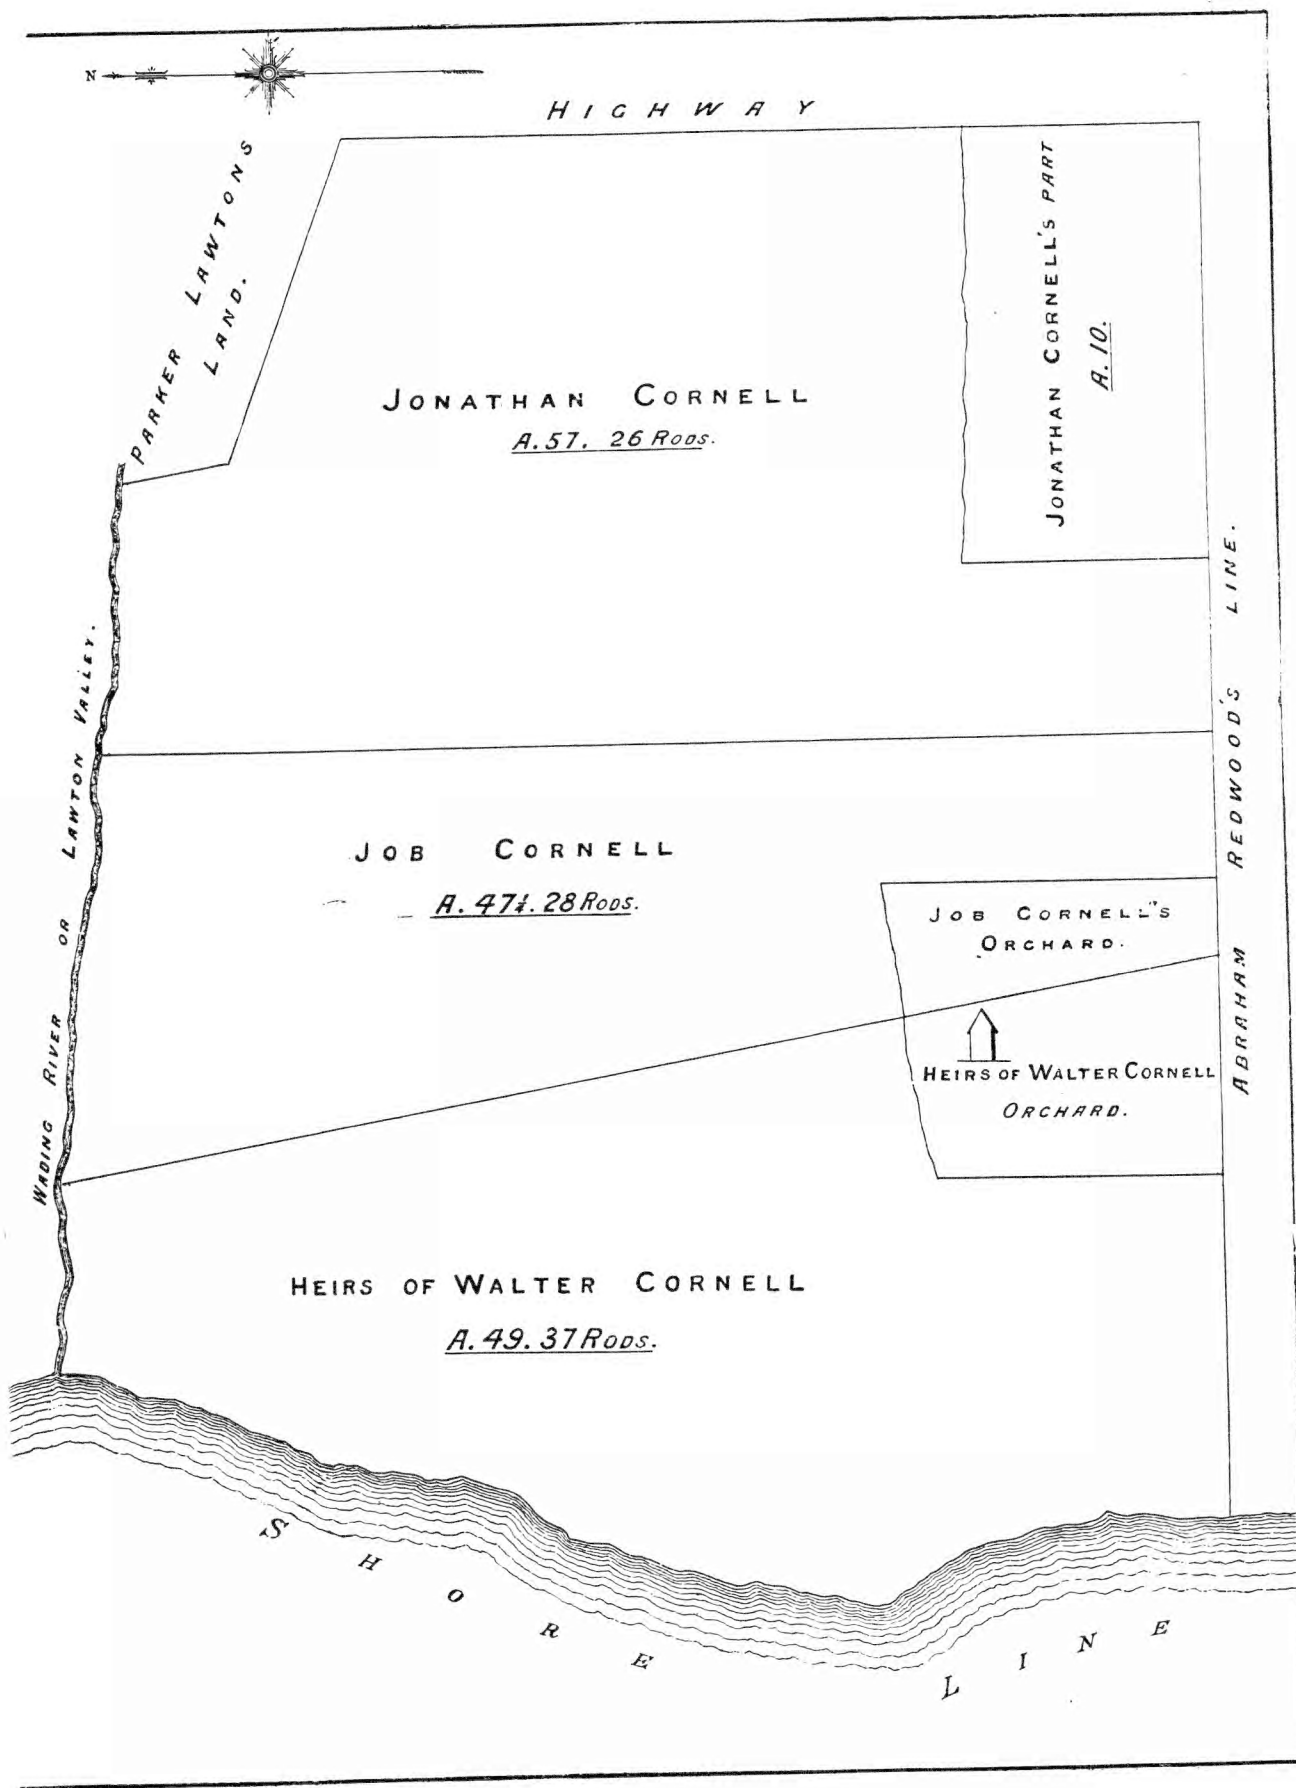 N
HIGHWAY
PARKER LAWTONS
LAND.
JONATHAN CORNELL
A. 57. 26 RODS.
JONATHAN CORNELL'S PART
A. 10.
WADING RIVER OR LAWTON VALLEY.
ABRAHAM REDWOOD'S LINE.
JOB CORNELL
A. 47¼. 28 RODS.
JOB CORNELL'S
ORCHARD.
HEIRS OF WALTER CORNELL
ORCHARD.
HEIRS OF WALTER CORNELL
A. 49. 37 RODS.
SHORE LINE